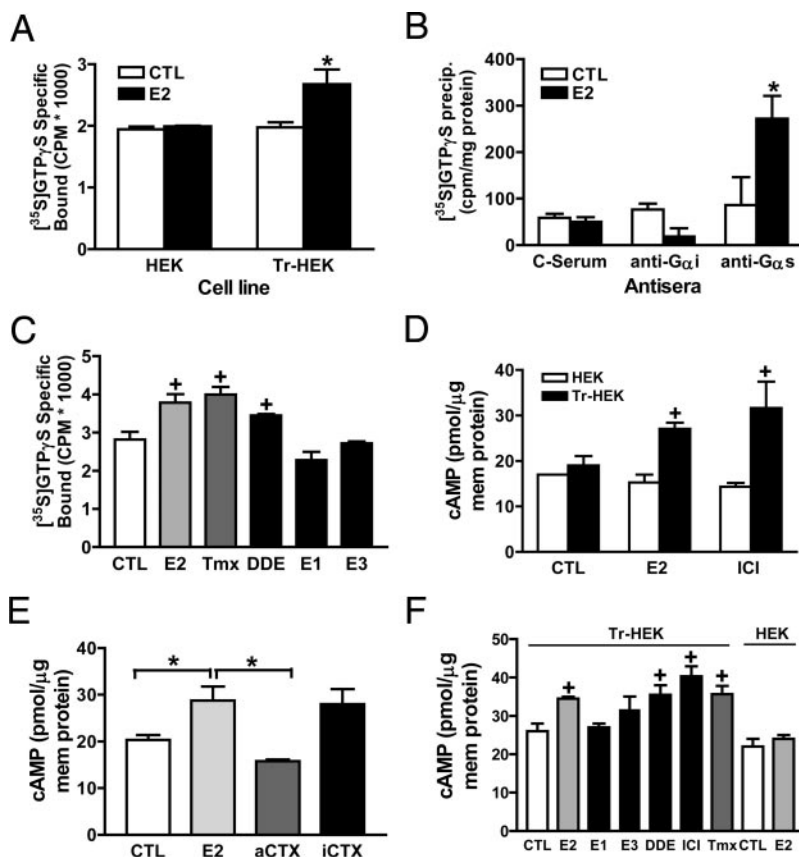 A
[35S]GTPγS Specific
Bound (CPM * 1000)
3
2
1
0
CTL
E2
*
HEK
Tr-HEK
Cell line
B
[35S]GTPγS precip.
(cpm/mg protein)
400
300
200
100
0
CTL
E2
*
C-Serum
anti-Gαi
anti-Gαs
Antisera
C
[35S]GTPγS Specific
Bound (CPM * 1000)
5
4
3
2
1
0
+
+
+
CTL
E2
Tmx
DDE
E1
E3
D
cAMP (pmol/μg
mem protein)
40
30
20
10
0
HEK
Tr-HEK
+
+
CTL
E2
ICI
E
cAMP (pmol/μg
mem protein)
40
30
20
10
0
*
*
CTL
E2
aCTX
iCTX
F
cAMP (pmol/μg
mem protein)
50
40
30
20
10
0
Tr-HEK
HEK
+
+
+
+
CTL
E2
E1
E3
DDE
ICI
Tmx
CTL
E2